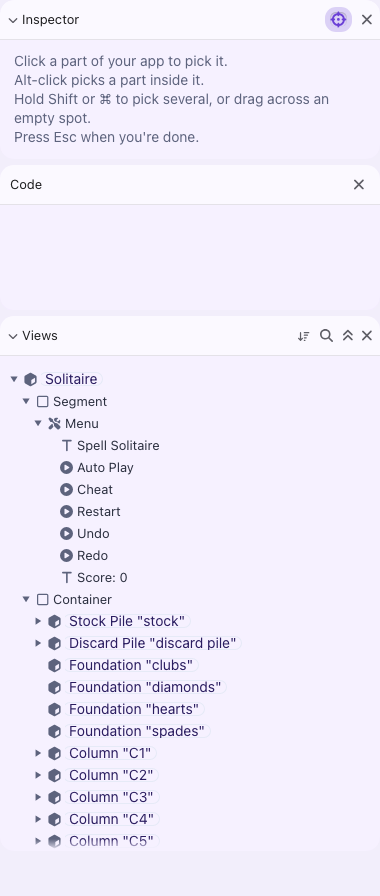 Inspector
Click a part of your app to pick it.
Alt-click picks a part inside it.
Hold Shift or ⌘ to pick several, or drag across an
empty spot.
Press Esc when you're done.
Code
Views
Solitaire
Segment
Menu
Spell Solitaire
Auto Play
Cheat
Restart
Undo
Redo
Score: 0
Container
Stock Pile "stock"
Discard Pile "discard pile"
Foundation "clubs"
Foundation "diamonds"
Foundation "hearts"
Foundation "spades"
Column "C1"
Column "C2"
Column "C3"
Column "C4"
Column "C5"